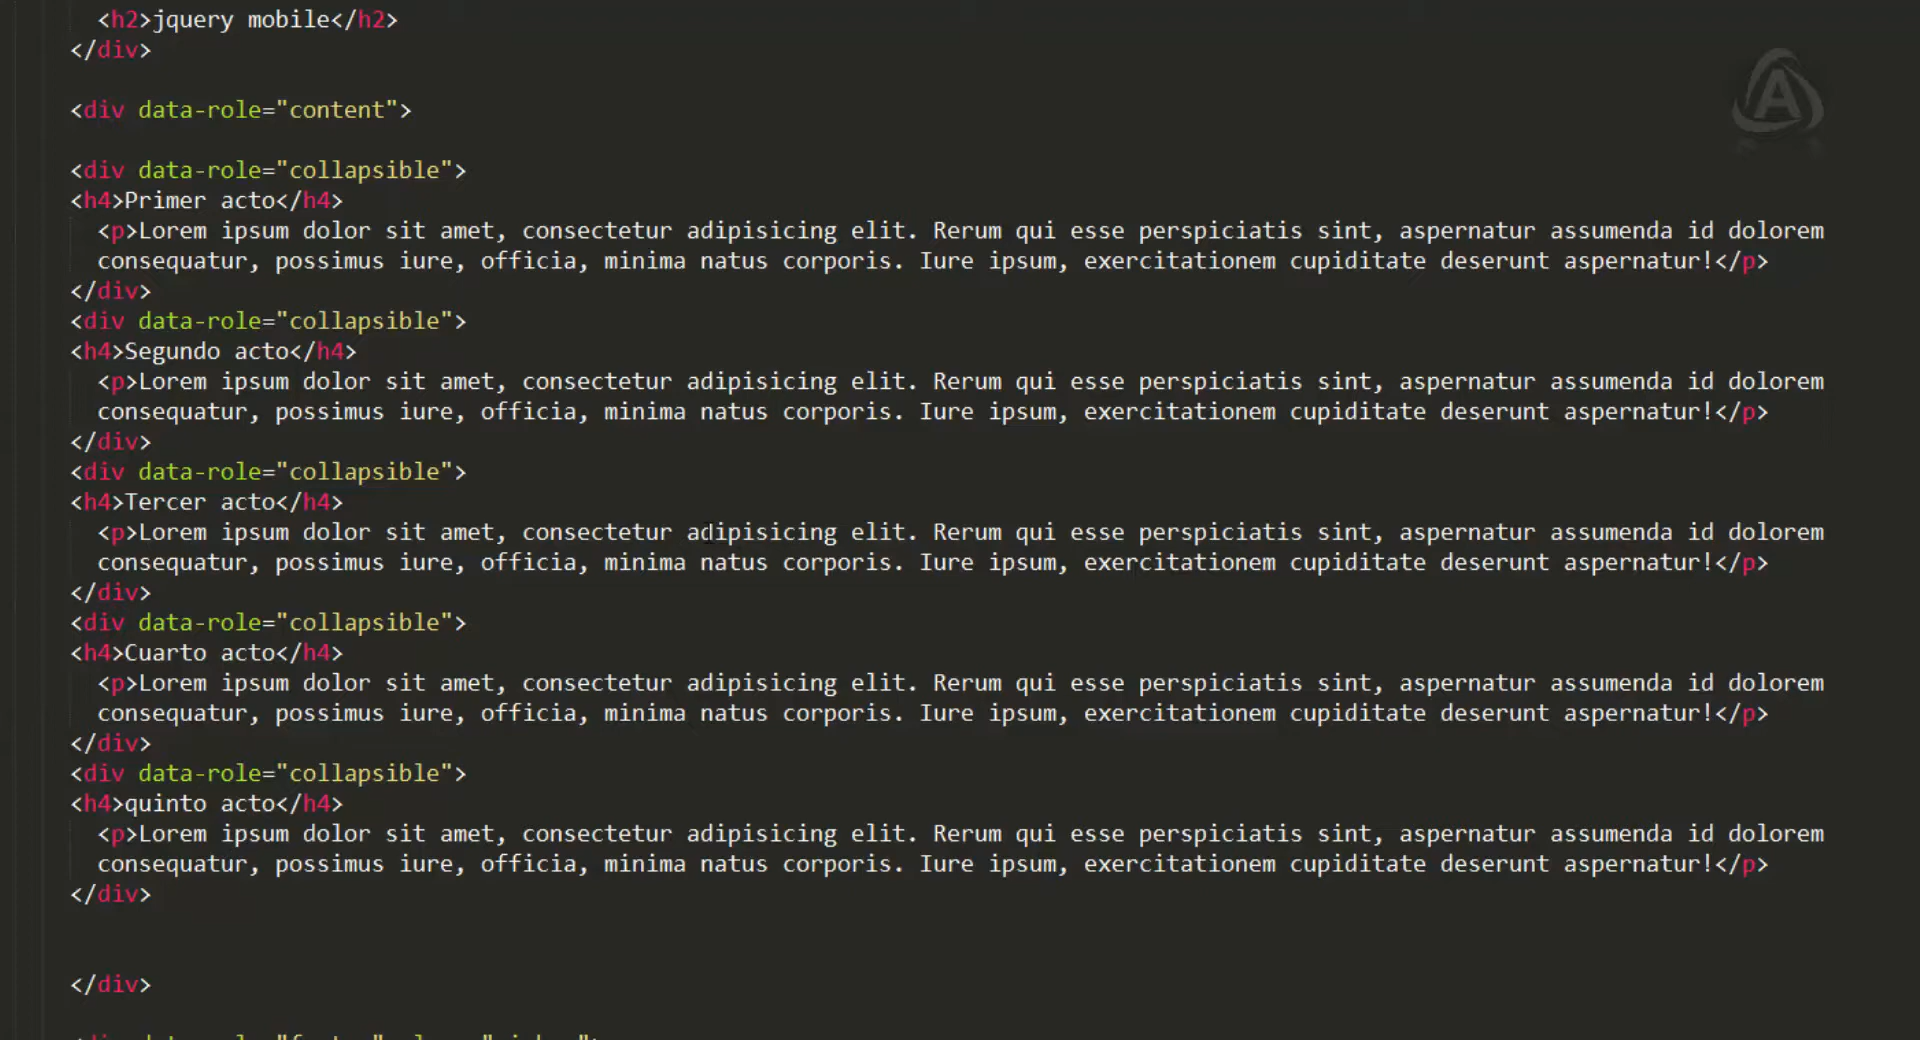 <h2>jquery mobile</h2>
</div>
<div data-role="content">
<div data-role="collapsible">
<h4>Primer acto</h4>
<p>Lorem ipsum dolor sit amet, consectetur adipisicing elit. Rerum qui esse perspiciatis sint, aspernatur assumenda id dolorem
consequatur, possimus iure, officia, minima natus corporis. Iure ipsum, exercitationem cupiditate deserunt aspernatur!</p>
</div>
<div data-role="collapsible">
<h4>Segundo acto</h4>
<p>Lorem ipsum dolor sit amet, consectetur adipisicing elit. Rerum qui esse perspiciatis sint, aspernatur assumenda id dolorem
consequatur, possimus iure, officia, minima natus corporis. Iure ipsum, exercitationem cupiditate deserunt aspernatur!</p>
</div>
<div data-role="collapsible">
<h4>Tercer acto</h4>
<p>Lorem ipsum dolor sit amet, consectetur adipisicing elit. Rerum qui esse perspiciatis sint, aspernatur assumenda id dolorem
consequatur, possimus iure, officia, minima natus corporis. Iure ipsum, exercitationem cupiditate deserunt aspernatur!</p>
</div>
<div data-role="collapsible">
<h4>Cuarto acto</h4>
<p>Lorem ipsum dolor sit amet, consectetur adipisicing elit. Rerum qui esse perspiciatis sint, aspernatur assumenda id dolorem
consequatur, possimus iure, officia, minima natus corporis. Iure ipsum, exercitationem cupiditate deserunt aspernatur!</p>
</div>
<div data-role="collapsible">
<h4>quinto acto</h4>
<p>Lorem ipsum dolor sit amet, consectetur adipisicing elit. Rerum qui esse perspiciatis sint, aspernatur assumenda id dolorem
consequatur, possimus iure, officia, minima natus corporis. Iure ipsum, exercitationem cupiditate deserunt aspernatur!</p>
</div>
</div>